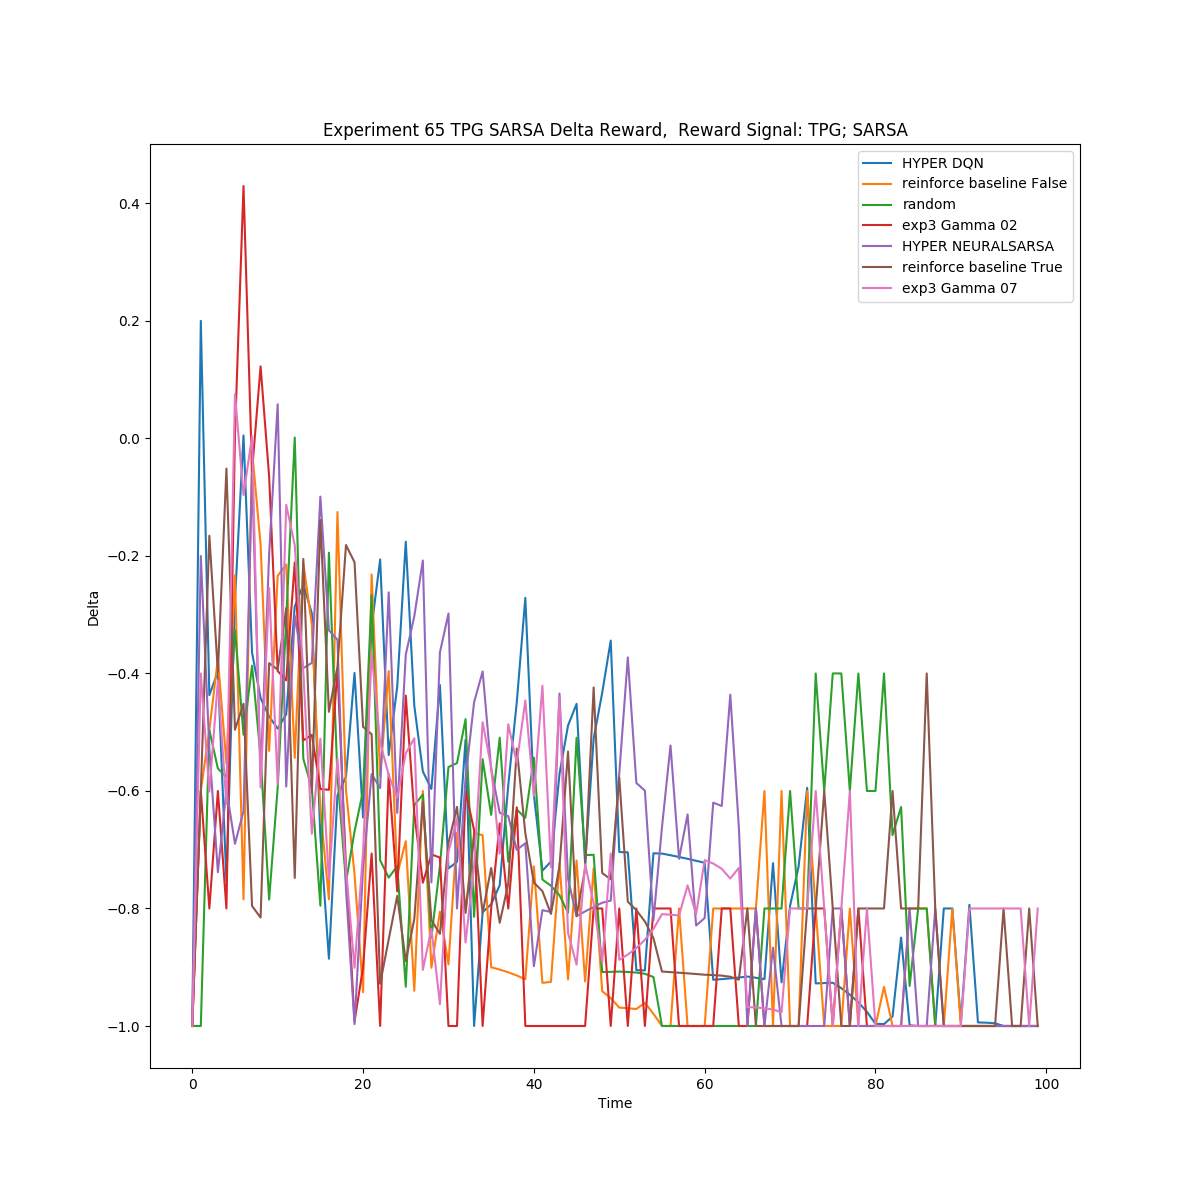 Experiment 65 TPG SARSA Delta Reward,  Reward Signal: TPG; SARSA
HYPER DQN
reinforce baseline False
random
exp3 Gamma 02
HYPER NEURALSARSA
reinforce baseline True
exp3 Gamma 07
0.4
0.2
0.0
−0.2
−0.4
−0.6
−0.8
−1.0
Delta
0 20 40 60 80 100
Time